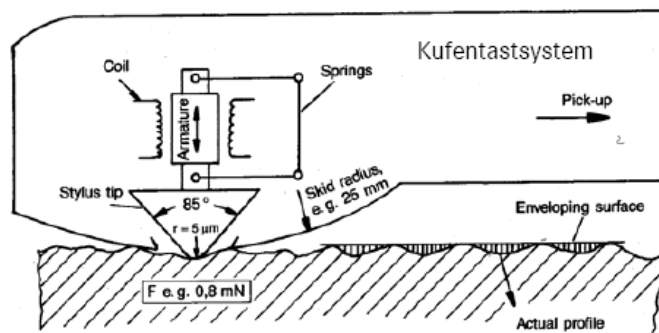 Kufentastsystem
Coil
Springs
Armature
Pick-up
2
Stylus tip
85°
r = 5 µm
Skid radius,
e.g. 25 mm
Enveloping surface
F e.g. 0,8 mN
Actual profile